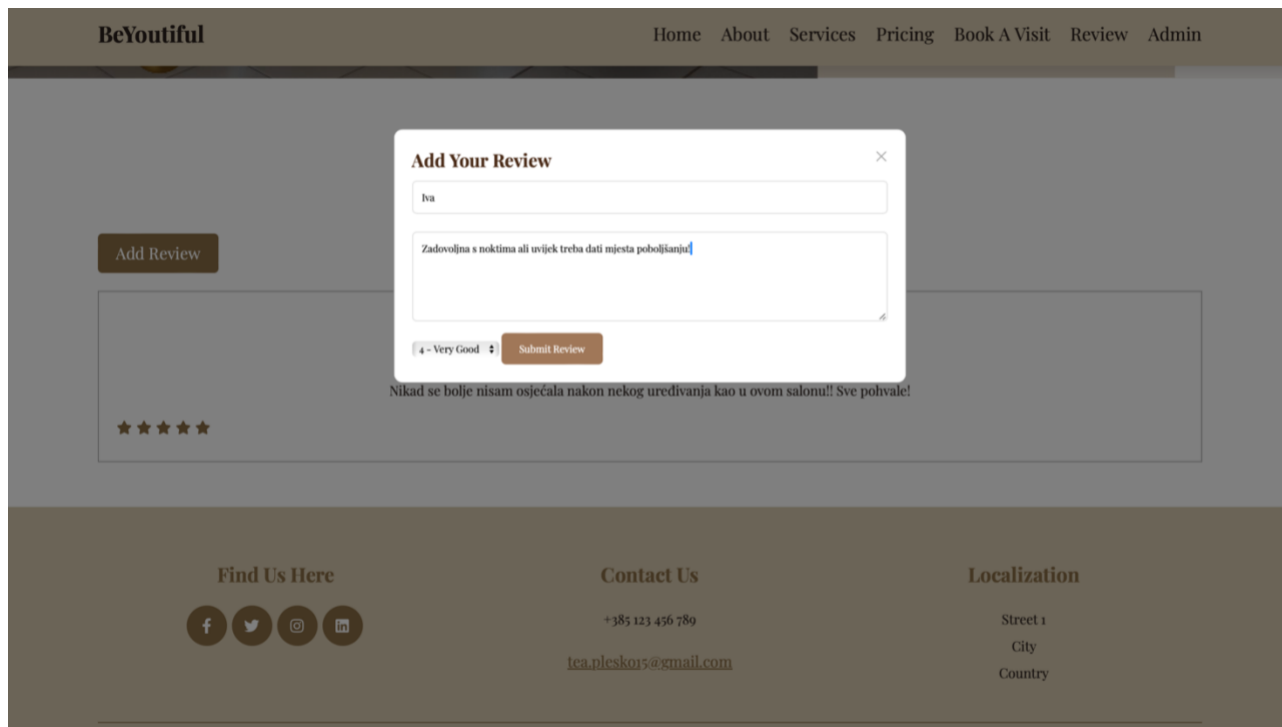 BeYoutiful
Home About Services Pricing Book A Visit Review Admin
Add Your Review
Iva
Zadovoljna s noktima ali uvijek treba dati mjesta poboljšanju!
4 - Very Good
Submit Review
Add Review
Nikad se bolje nisam osjećala nakon nekog uređivanja kao u ovom salonu!! Sve pohvale!
Find Us Here
Contact Us
+385 123 456 789
tea.plesko15@gmail.com
Localization
Street 1
City
Country